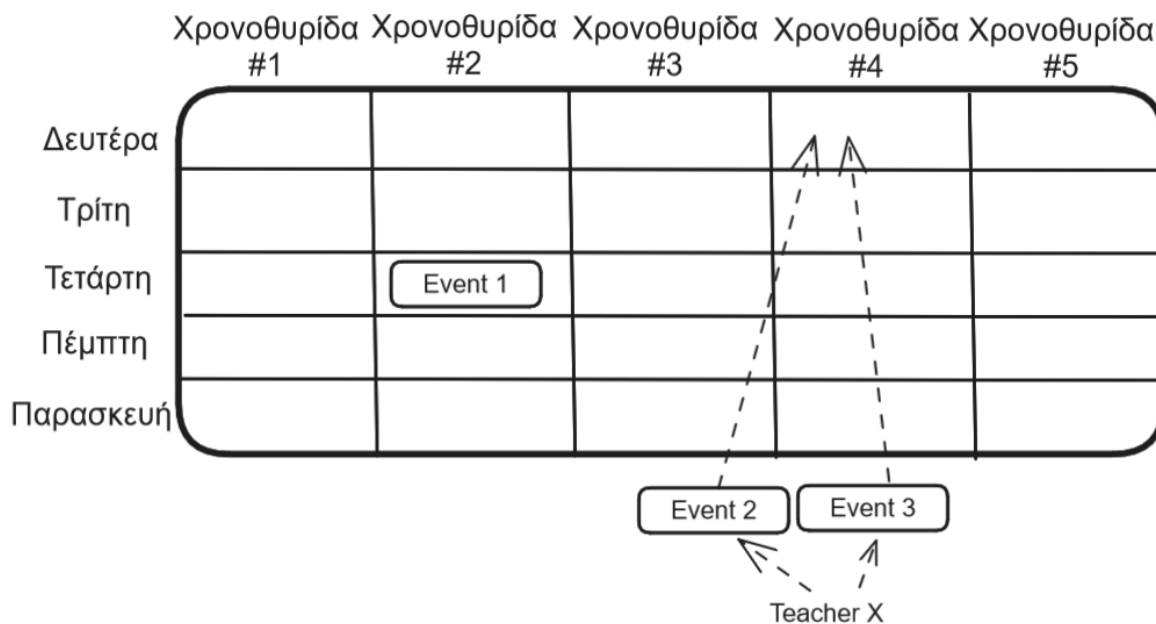 Χρονοθυρίδα Χρονοθυρίδα Χρονοθυρίδα Χρονοθυρίδα Χρονοθυρίδα
#1 #2 #3 #4 #5
Δευτέρα
Τρίτη
Τετάρτη Event 1
Πέμπτη
Παρασκευή
Event 2 Event 3
Teacher X